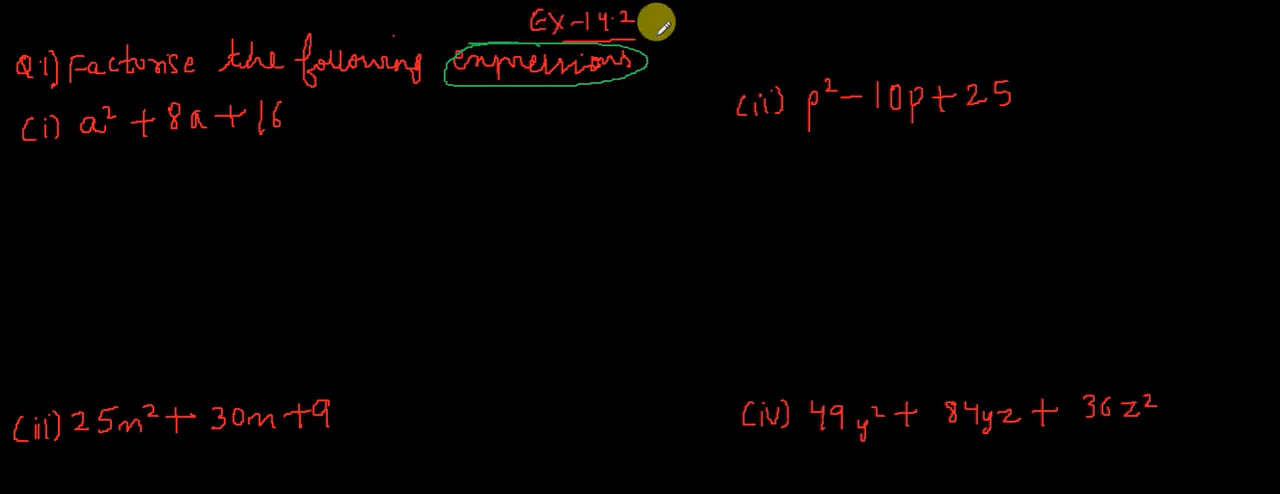 EX-14.2
Q1) Factorise the following expressions
(i) a² + 8a + 16
(ii) p² - 10p + 25
(iii) 25m² + 30m + 9
(iv) 49y² + 84yz + 36z²